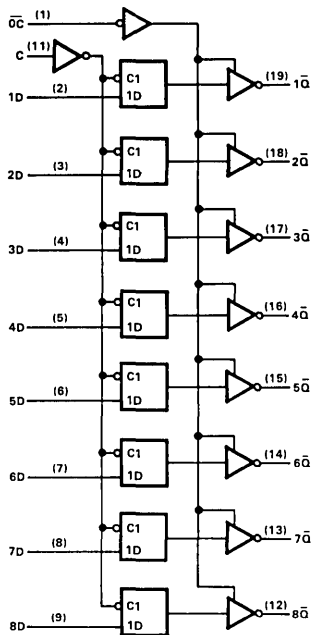 O̅C̅ (1)
C (11)
C1 (19)
1D (2) 1D 1Q̅
C1 (18)
2D (3) 1D 2Q̅
C1 (17)
3D (4) 1D 3Q̅
C1 (16)
4D (5) 1D 4Q̅
C1 (15)
5D (6) 1D 5Q̅
C1 (14)
6D (7) 1D 6Q̅
C1 (13)
7D (8) 1D 7Q̅
C1 (12)
8D (9) 1D 8Q̅